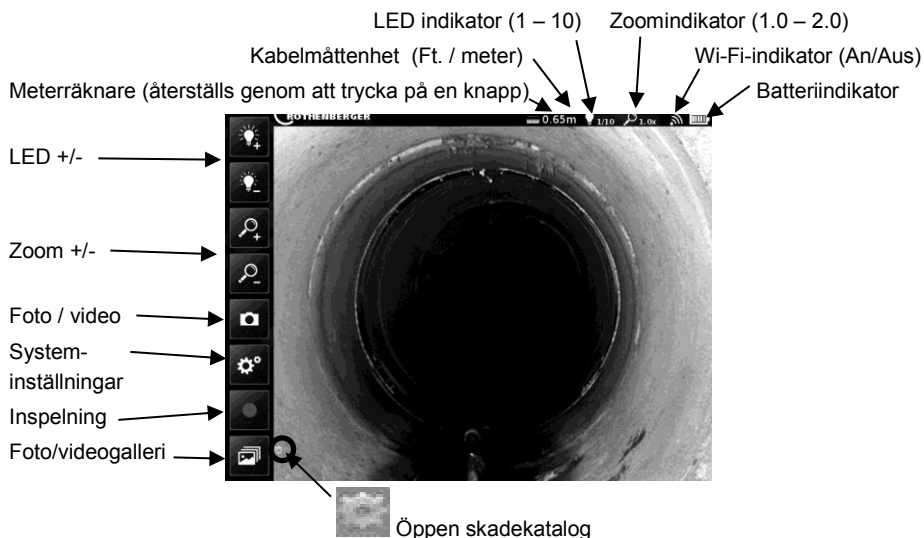 LED indikator (1 – 10)
Zoomindikator (1.0 – 2.0)
Kabelmåttenhet (Ft. / meter)
Wi-Fi-indikator (An/Aus)
Meterräknare (återställs genom att trycka på en knapp)
Batteriindikator
ROTHENBERGER
0.65m
1/10
1.0x
LED +/-
Zoom +/-
Foto / video
System-
inställningar
Inspelning
Foto/videogalleri
Öppen skadekatalog